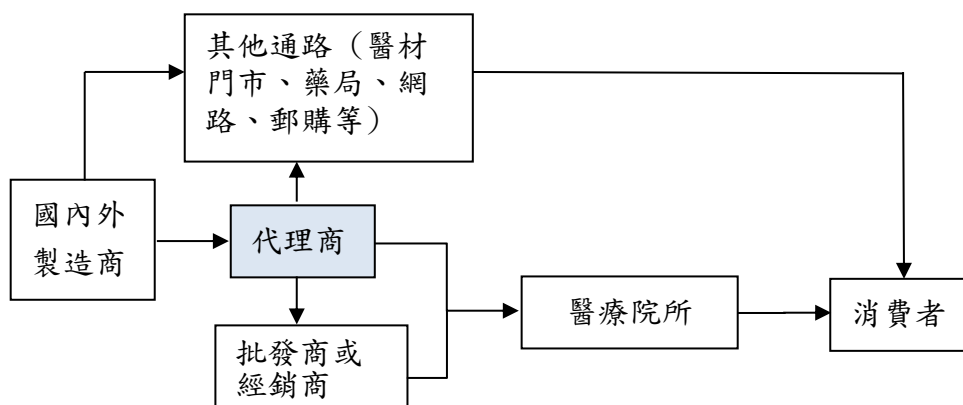 其他通路（醫材
門市、藥局、網
路、郵購等）
國內外
製造商
代理商
批發商或
經銷商
醫療院所
消費者